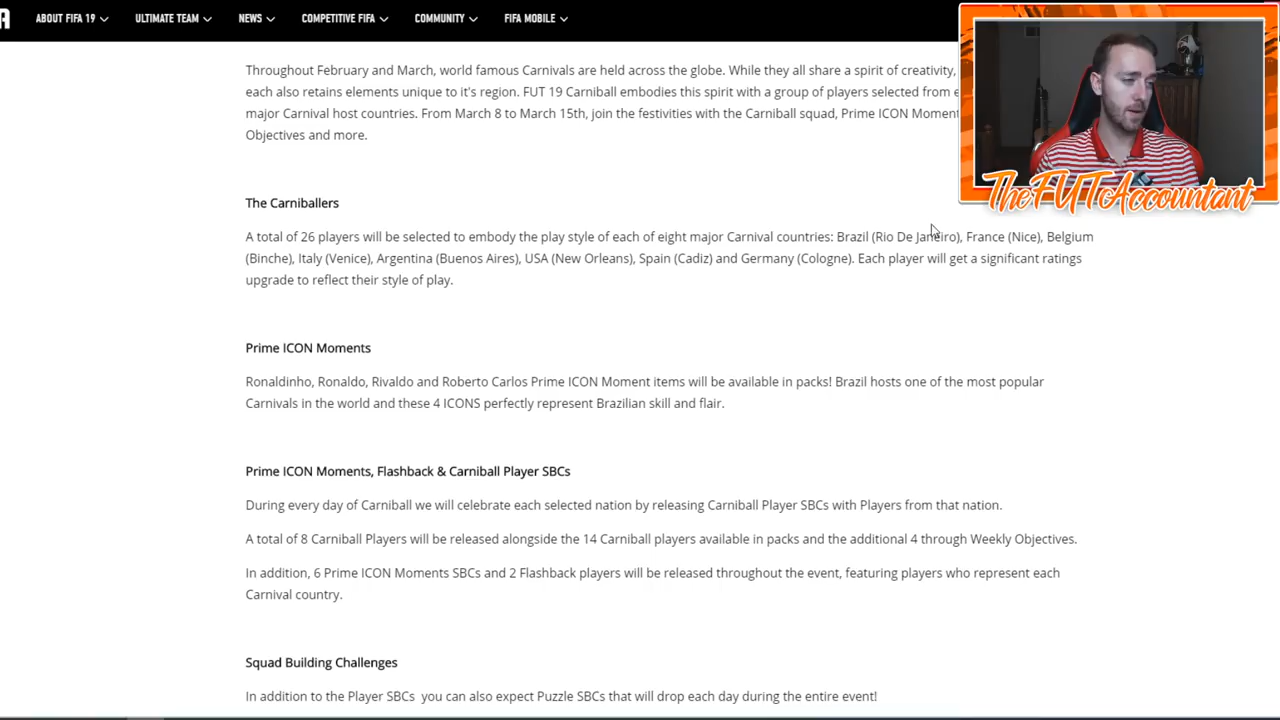 ABOUT FIFA 19 ULTIMATE TEAM NEWS COMPETITIVE FIFA COMMUNITY FIFA MOBILE
Throughout February and March, world famous Carnivals are held across the globe. While they all share a spirit of creativity,
each also retains elements unique to it's region. FUT 19 Carniball embodies this spirit with a group of players selected from
major Carnival host countries. From March 8 to March 15th, join the festivities with the Carniball squad, Prime ICON
Objectives and more.
TheFUTAccountant
The Carniballers
A total of 26 players will be selected to embody the play style of each of eight major Carnival countries: Brazil (Rio De Janeiro), France (Nice), Belgium
(Binche), Italy (Venice), Argentina (Buenos Aires), USA (New Orleans), Spain (Cadiz) and Germany (Cologne). Each player will get a significant ratings
upgrade to reflect their style of play.
Prime ICON Moments
Ronaldinho, Ronaldo, Rivaldo and Roberto Carlos Prime ICON Moment items will be available in packs! Brazil hosts one of the most popular
Carnivals in the world and these 4 ICONS perfectly represent Brazilian skill and flair.
Prime ICON Moments, Flashback & Carniball Player SBCs
During every day of Carniball we will celebrate each selected nation by releasing Carniball Player SBCs with Players from that nation.
A total of 8 Carniball Players will be released alongside the 14 Carniball players available in packs and the additional 4 through Weekly Objectives.
In addition, 6 Prime ICON Moments SBCs and 2 Flashback players will be released throughout the event, featuring players who represent each
Carnival country.
Squad Building Challenges
In addition to the Player SBCs you can also expect Puzzle SBCs that will drop each day during the entire event!